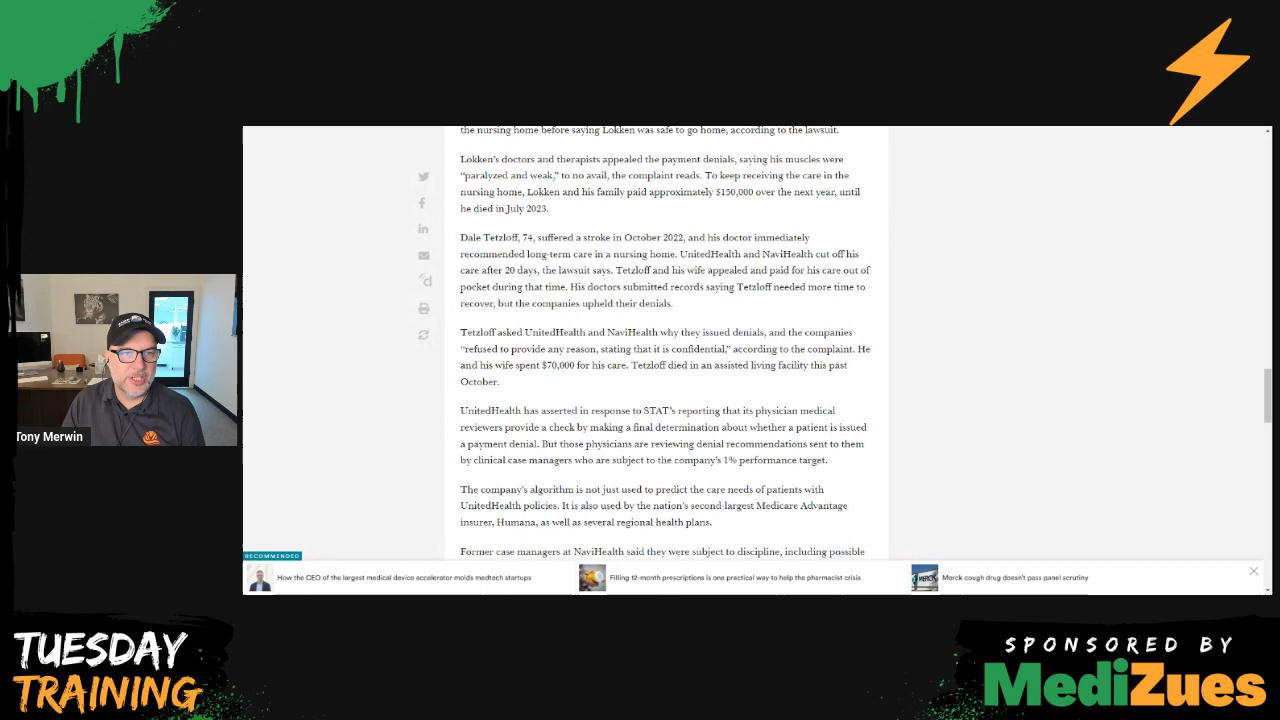 the nursing home before saying Lokken was safe to go home, according to the lawsuit.
Lokken's doctors and therapists appealed the payment denials, saying his muscles were
"paralyzed and weak," to no avail, the complaint reads. To keep receiving the care in the
nursing home, Lokken and his family paid approximately $150,000 over the next year, until
he died in July 2023.
Dale Tetzloff, 74, suffered a stroke in October 2022, and his doctor immediately
recommended long-term care in a nursing home. UnitedHealth and NaviHealth cut off his
care after 20 days, the lawsuit says. Tetzloff and his wife appealed and paid for his care out of
pocket during that time. His doctors submitted records saying Tetzloff needed more time to
recover, but the companies upheld their denials.
Tetzloff asked UnitedHealth and NaviHealth why they issued denials, and the companies
"refused to provide any reason, stating that it is confidential," according to the complaint. He
and his wife spent $70,000 for his care. Tetzloff died in an assisted living facility this past
October.
UnitedHealth has asserted in response to STAT's reporting that its physician medical
reviewers provide a check by making a final determination about whether a patient is issued
a payment denial. But those physicians are reviewing denial recommendations sent to them
by clinical case managers who are subject to the company's 1% performance target.
The company's algorithm is not just used to predict the care needs of patients with
UnitedHealth policies. It is also used by the nation's second-largest Medicare Advantage
insurer, Humana, as well as several regional health plans.
Former case managers at NaviHealth said they were subject to discipline, including possible
RECOMMENDED
How the CEO of the largest medical device accelerator molds medtech startups
Filling 12-month prescriptions is one practical way to help the pharmacist crisis
MERCK
Merck cough drug doesn't pass panel scrutiny
Tony Merwin
TUESDAY
TRAINING
SPONSORED BY
MediZues